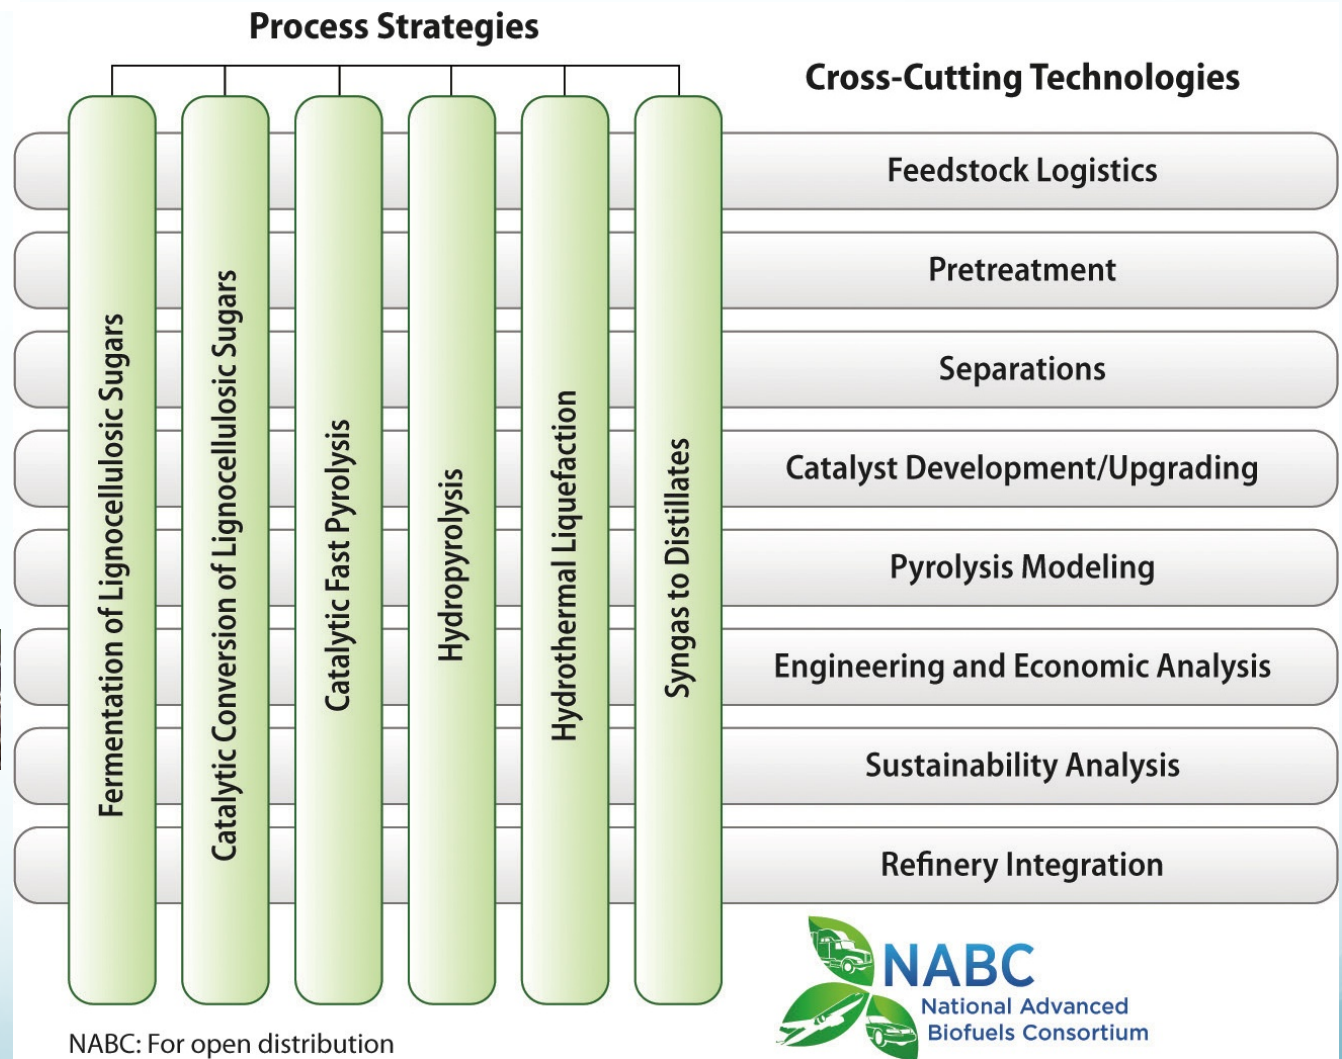 Process Strategies
Cross-Cutting Technologies
Fermentation of Lignocellulosic Sugars
Catalytic Conversion of Lignocellulosic Sugars
Catalytic Fast Pyrolysis
Hydropyrolysis
Hydrothermal Liquefaction
Syngas to Distillates
Feedstock Logistics
Pretreatment
Separations
Catalyst Development/Upgrading
Pyrolysis Modeling
Engineering and Economic Analysis
Sustainability Analysis
Refinery Integration
NABC
National Advanced
Biofuels Consortium
NABC: For open distribution